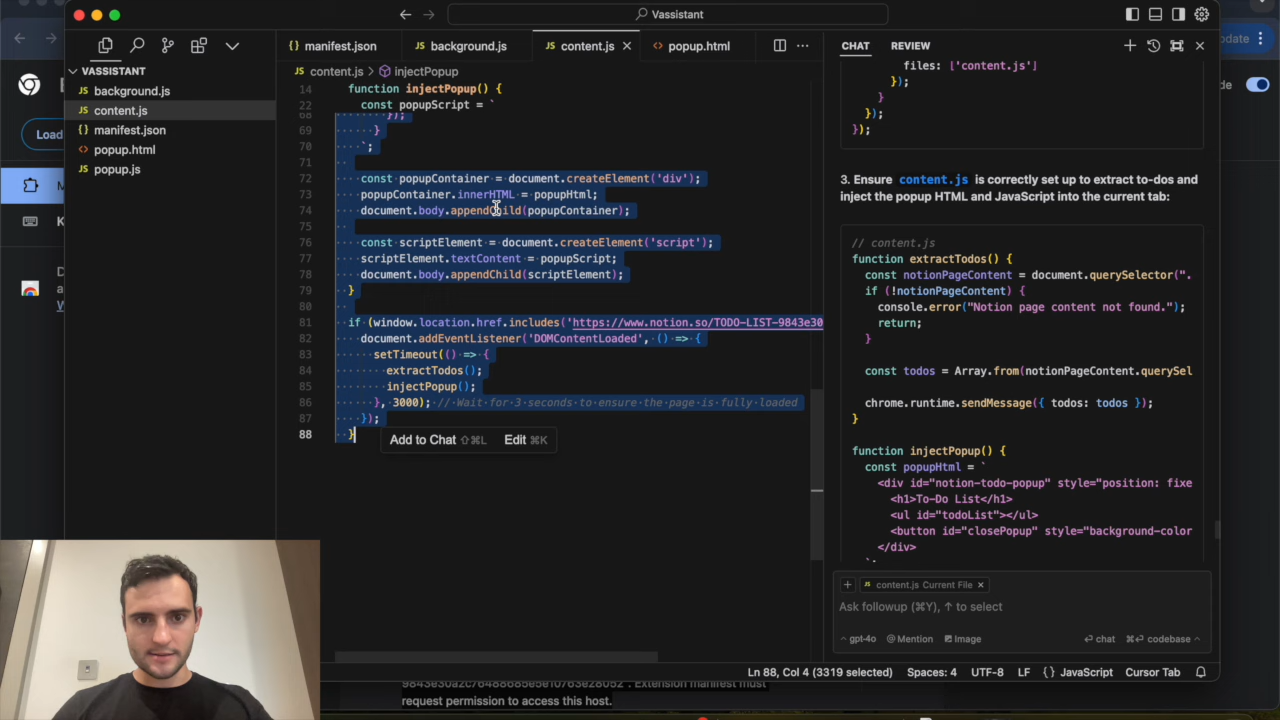 Vassistant
date
manifest.json
background.js
content.js
popup.html
CHAT
REVIEW
VASSISTANT
background.js
content.js
manifest.json
popup.html
popup.js
Load
content.js > injectPopup
14 function injectPopup() {
22 const popupScript = `
68 });
69 }
70 `;
71
72 const popupContainer = document.createElement('div');
73 popupContainer.innerHTML = popupHtml;
74 document.body.appendChild(popupContainer);
75
76 const scriptElement = document.createElement('script');
77 scriptElement.textContent = popupScript;
78 document.body.appendChild(scriptElement);
79 }
80
81 if (window.location.href.includes('https://www.notion.so/TODO-LIST-9843e30
82 document.addEventListener('DOMContentLoaded', () => {
83 setTimeout(() => {
84 extractTodos();
85 injectPopup();
86 }, 3000); // Wait for 3 seconds to ensure the page is fully loaded
87 });
88 }
Add to Chat ⇧⌘L Edit ⌘K
files: ['content.js']
});
}
});
});
3. Ensure content.js is correctly set up to extract to-dos and
inject the popup HTML and JavaScript into the current tab:
// content.js
function extractTodos() {
const notionPageContent = document.querySelector(".
if (!notionPageContent) {
console.error("Notion page content not found.");
return;
}
const todos = Array.from(notionPageContent.querySel
chrome.runtime.sendMessage({ todos: todos });
}
function injectPopup() {
const popupHtml = `
<div id="notion-todo-popup" style="position: fixe
<h1>To-Do List</h1>
<ul id="todoList"></ul>
<button id="closePopup" style="background-color
</div>
`;
content.js Current File
Ask followup (⌘Y), ↑ to select
gpt-4o @ Mention Image
chat codebase
Ln 88, Col 4 (3319 selected) Spaces: 4 UTF-8 LF {} JavaScript Cursor Tab
9843e30a2c76488685e5e10763e28052". Extension manifest must
request permission to access this host.